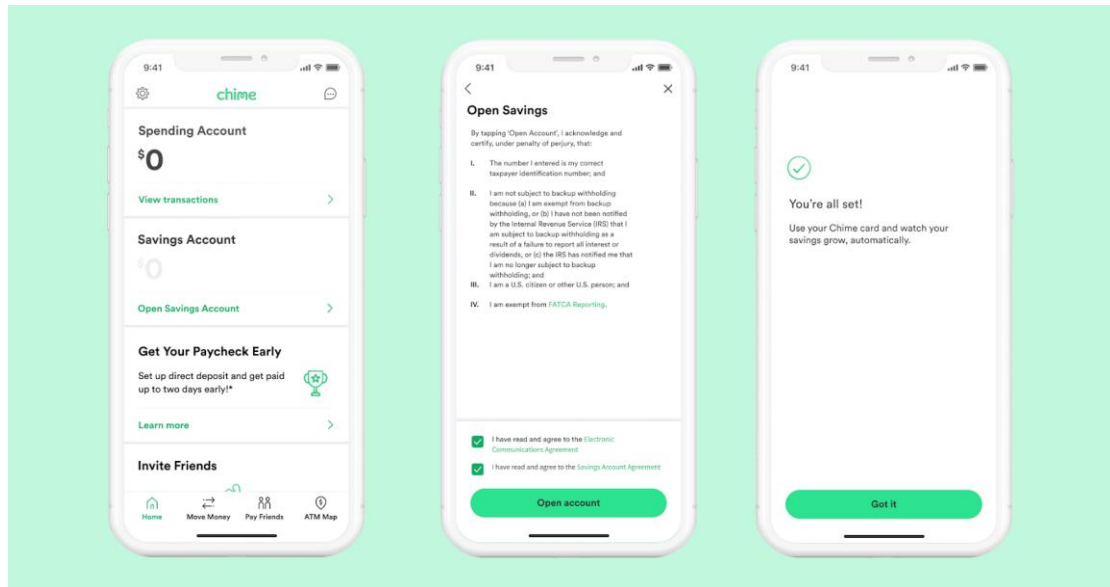 9:41
chime
Spending Account
$0
View transactions
Savings Account
$0
Open Savings Account
Get Your Paycheck Early
Set up direct deposit and get paid
up to two days early!*
Learn more
Invite Friends
Home
Move Money
Pay Friends
ATM Map
9:41
Open Savings
By tapping 'Open Account', I acknowledge and
certify, under penalty of perjury, that:
I. The number I entered is my correct
taxpayer identification number; and
II. I am not subject to backup withholding
because (a) I am exempt from backup
withholding, or (b) I have not been notified
by the Internal Revenue Service (IRS) that I
am subject to backup withholding as a
result of a failure to report all interest or
dividends, or (c) the IRS has notified me that
I am no longer subject to backup
withholding; and
III. I am a U.S. citizen or other U.S. person; and
IV. I am exempt from FATCA Reporting.
I have read and agree to the Electronic
Communications Agreement
I have read and agree to the Savings Account Agreement
Open account
9:41
You're all set!
Use your Chime card and watch your
savings grow, automatically.
Got it